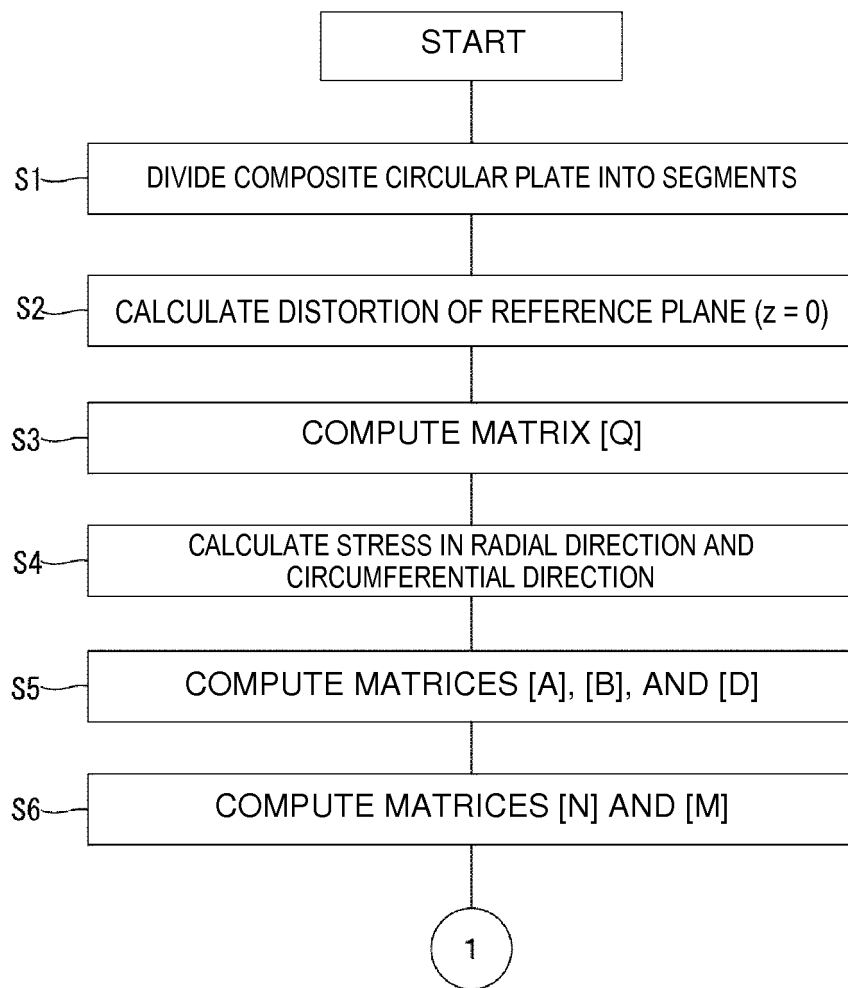 START
S1
DIVIDE COMPOSITE CIRCULAR PLATE INTO SEGMENTS
S2
CALCULATE DISTORTION OF REFERENCE PLANE (z = 0)
S3
COMPUTE MATRIX [Q]
S4
CALCULATE STRESS IN RADIAL DIRECTION AND
CIRCUMFERENTIAL DIRECTION
S5
COMPUTE MATRICES [A], [B], AND [D]
S6
COMPUTE MATRICES [N] AND [M]
1